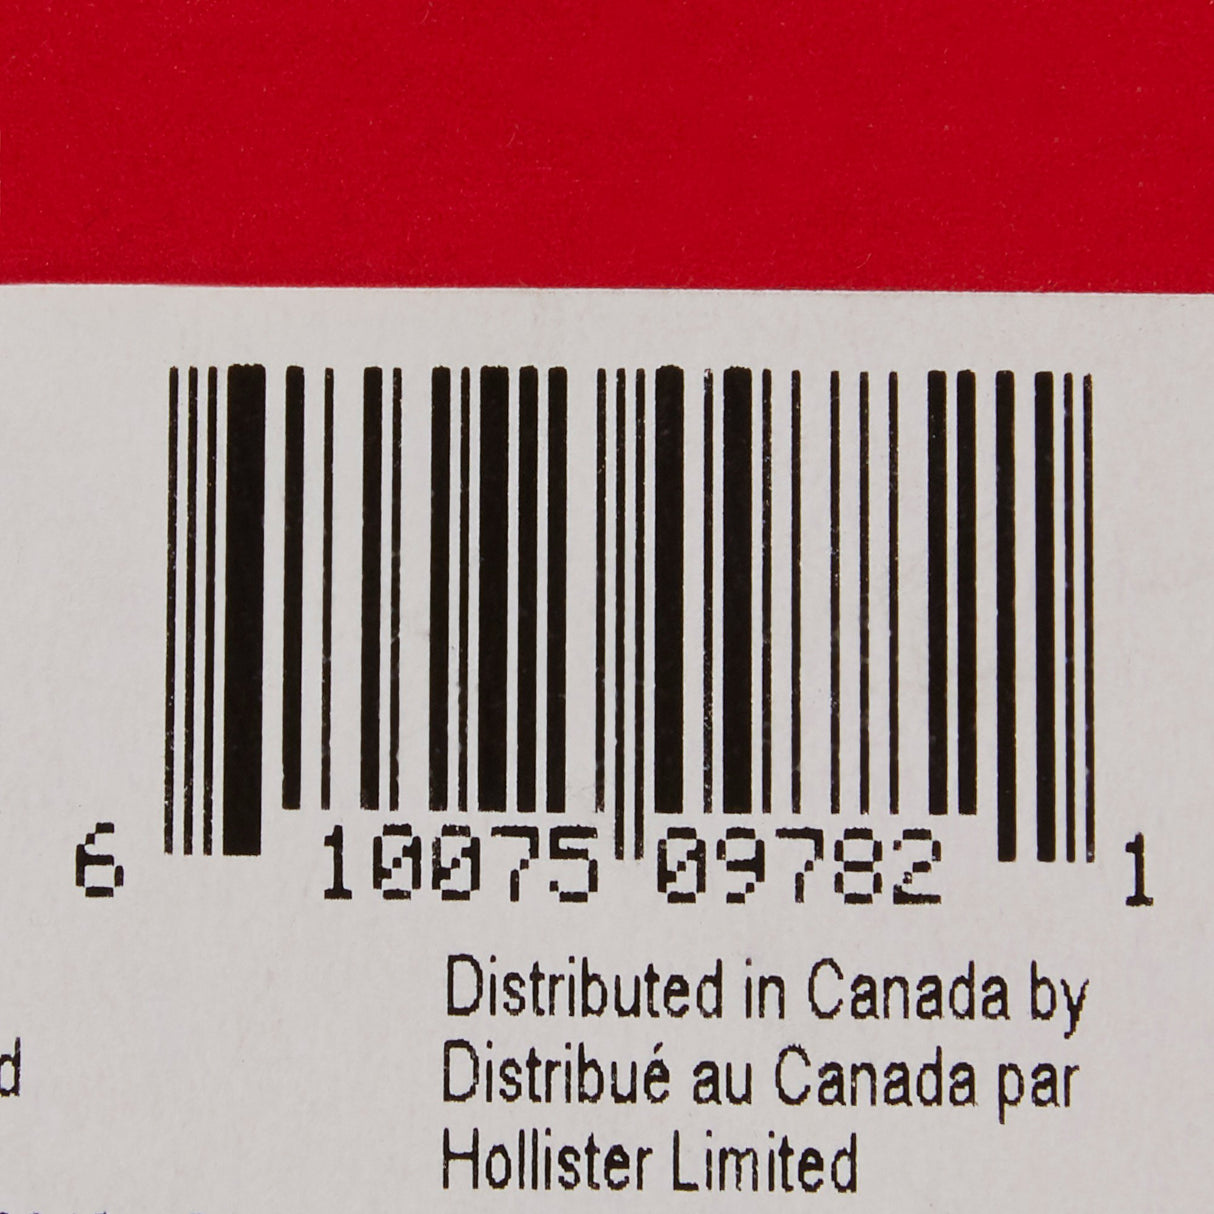 6 10075 09782 1
Distributed in Canada by
Distribué au Canada par
Hollister Limited
d